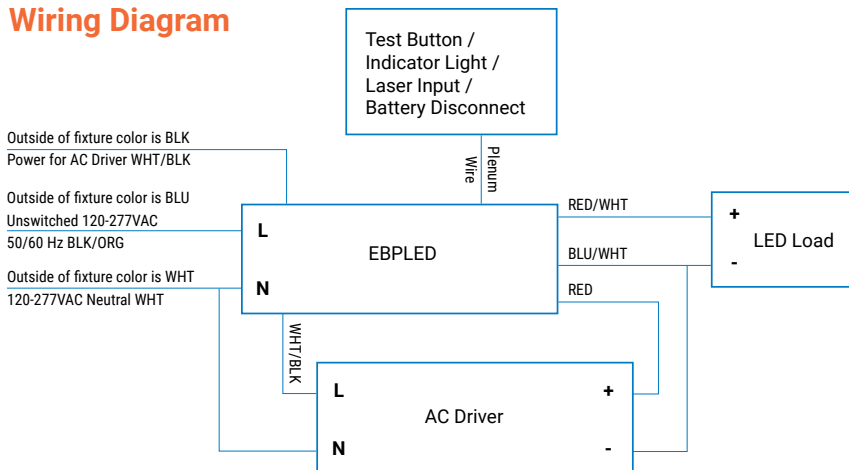 Wiring Diagram
Test Button /
Indicator Light /
Laser Input /
Battery Disconnect
Outside of fixture color is BLK
Power for AC Driver WHT/BLK
Plenum
Wire
Outside of fixture color is BLU
Unswitched 120-277VAC
50/60 Hz BLK/ORG
Outside of fixture color is WHT
120-277VAC Neutral WHT
L
N
EBPLED
RED/WHT
BLU/WHT
RED
+
-
LED Load
WHT/BLK
L
N
AC Driver
+
-